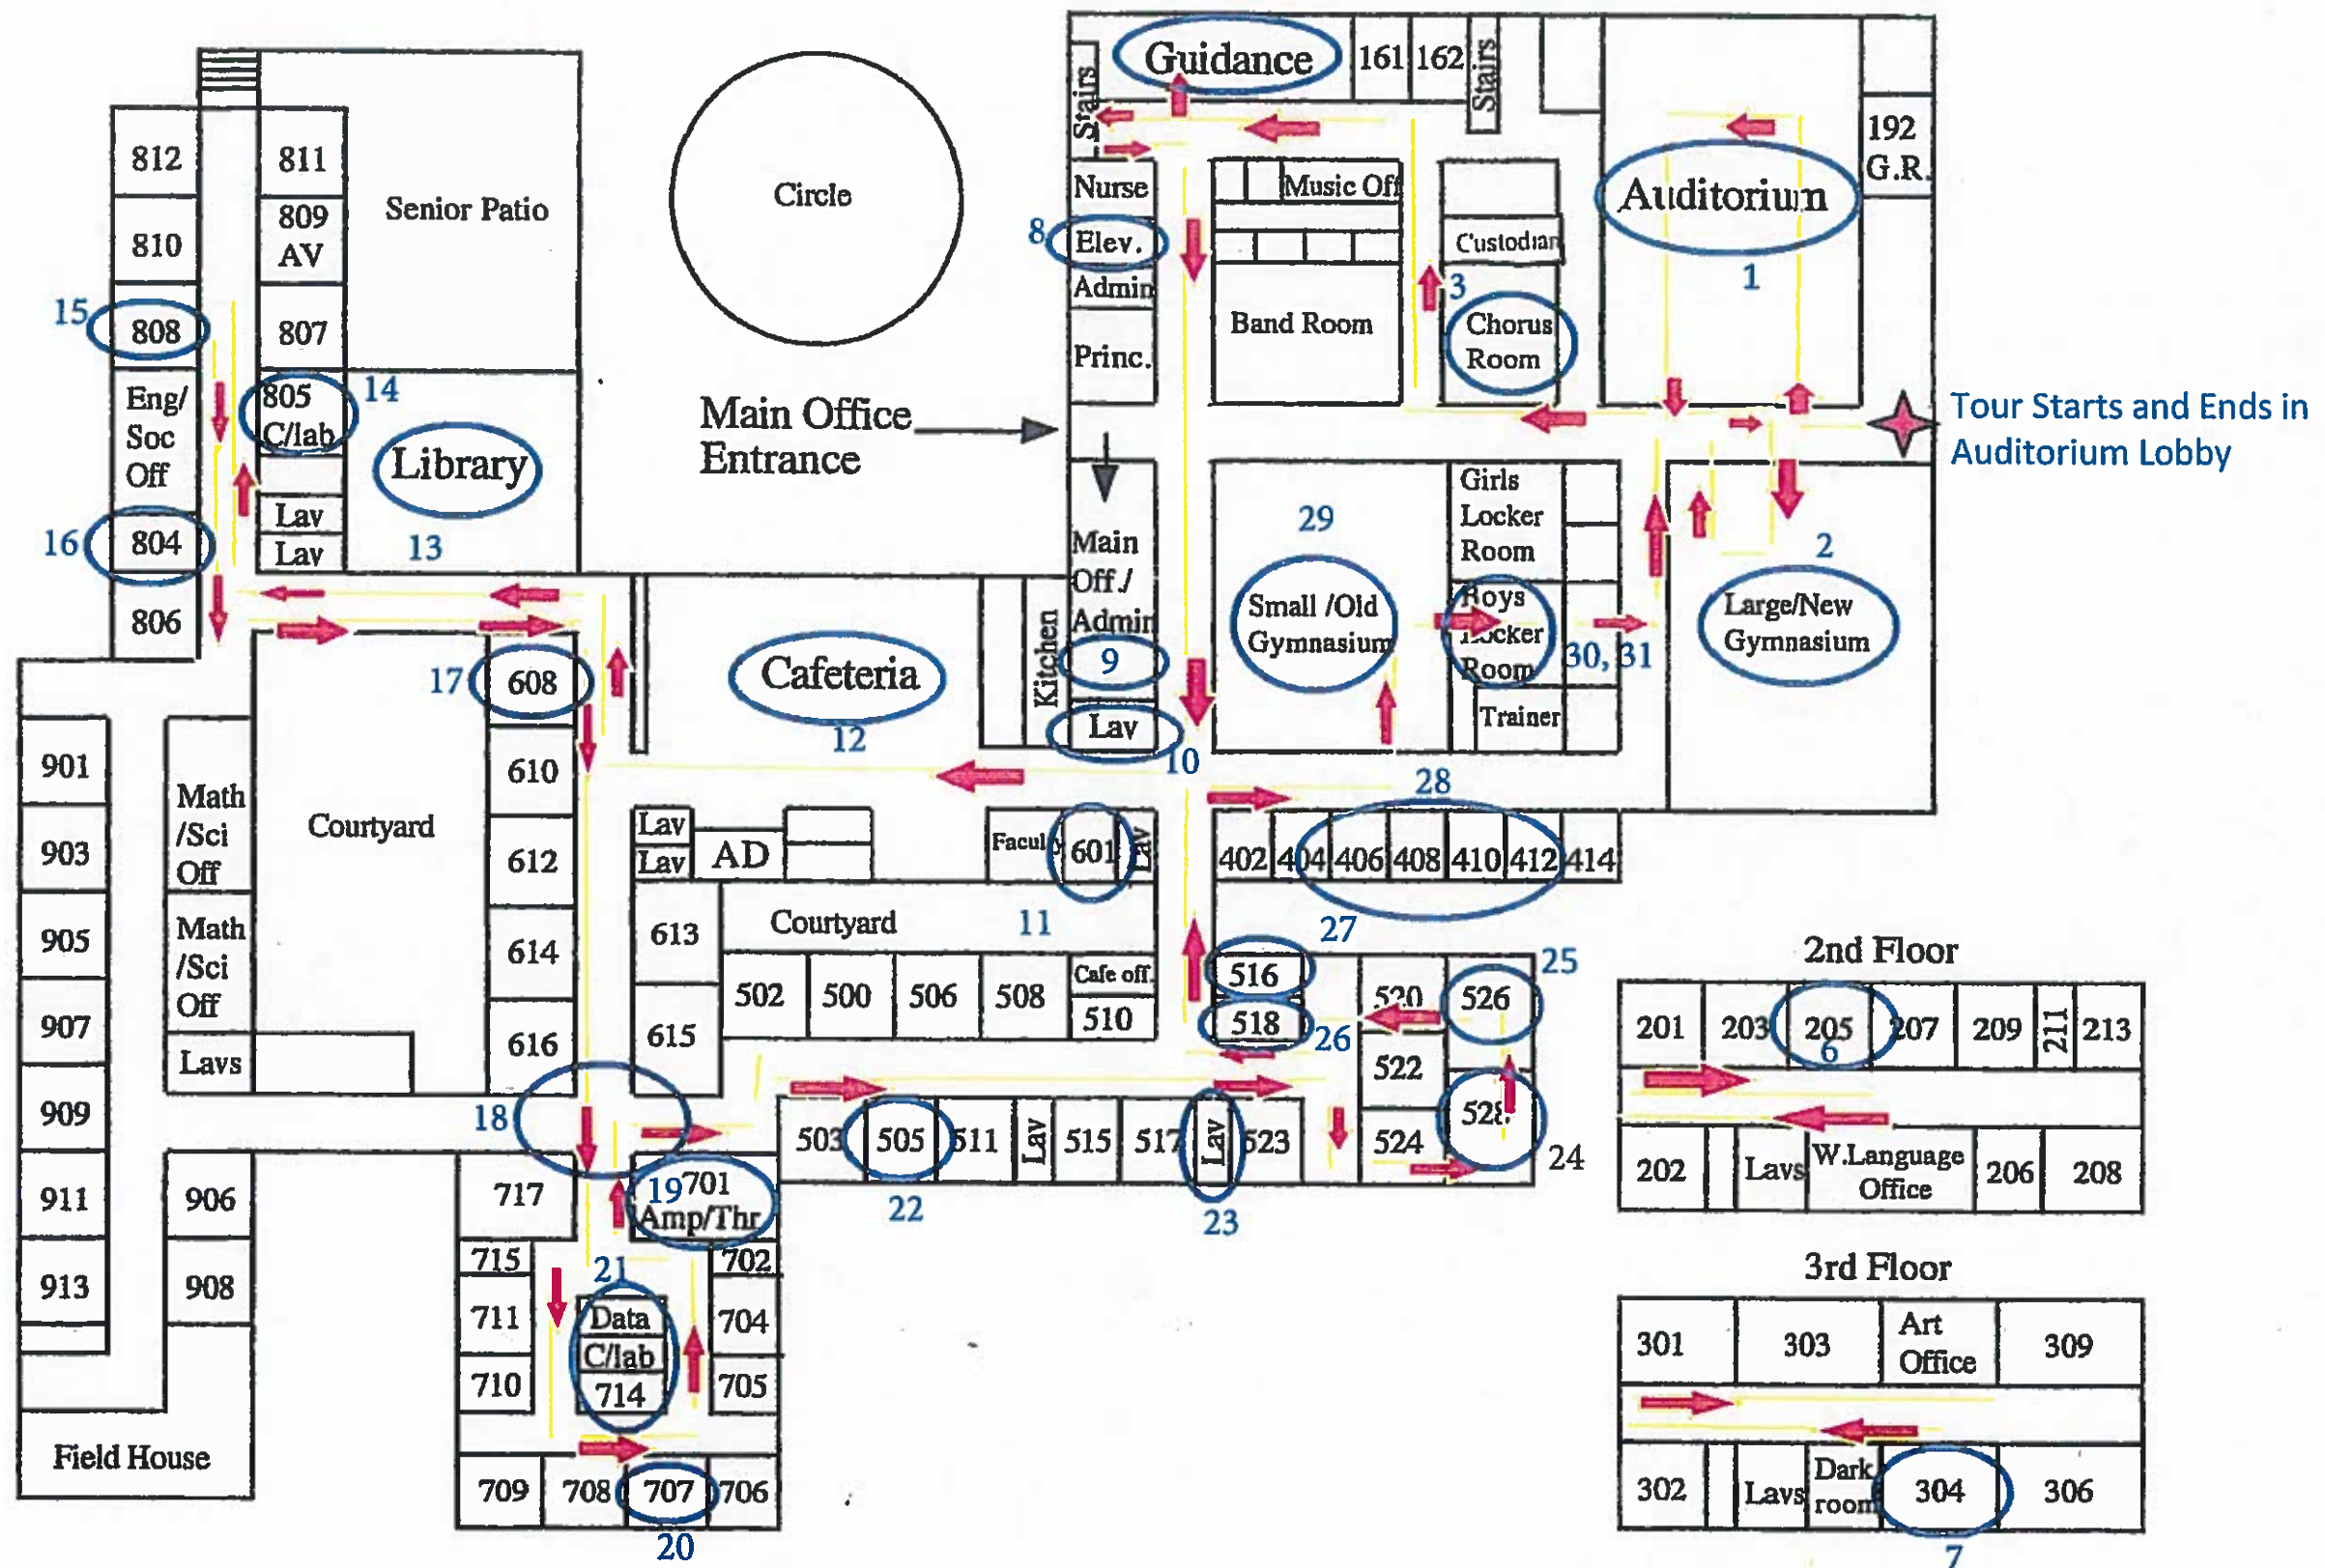 Guidance
161
162
Stairs
Stairs
192
G.R.
812
811
810
809
AV
Senior Patio
Circle
Nurse
Music Off
8
Elev.
Custodian
Auditorium
1
Admin
3
15
808
807
Princ.
Band Room
Chorus
Room
Eng/
Soc
Off
805
C/lab
14
Library
13
Main Office
Entrance
Tour Starts and Ends in
Auditorium Lobby
Lav
Lav
16
804
806
Main
Off./
Admin
9
Lav
10
Kitchen
Cafeteria
12
29
Small /Old
Gymnasium
Girls
Locker
Room
Boys
Locker
Room
30, 31
Trainer
2
Large/New
Gymnasium
17
608
610
612
614
616
901
903
905
907
909
911
913
Math
/Sci
Off
Math
/Sci
Off
Lavs
Courtyard
Lav
Lav
AD
601
Lav
28
402
404
406
408
410
412
414
27
613
615
Courtyard
11
502
500
506
508
Cafe off.
510
516
518
26
520
522
524
526
25
528
24
18
503
505
511
Lav
515
517
Lav
523
22
23
906
908
Field House
717
19
701
Amp/Thr
715
711
710
21
Data
C/lab
714
702
704
705
709
708
707
706
20
2nd Floor
201
203
205
6
207
209
211
213
202
Lavs
W.Language
Office
206
208
3rd Floor
301
303
Art
Office
309
302
Lavs
Dark
room
304
306
7